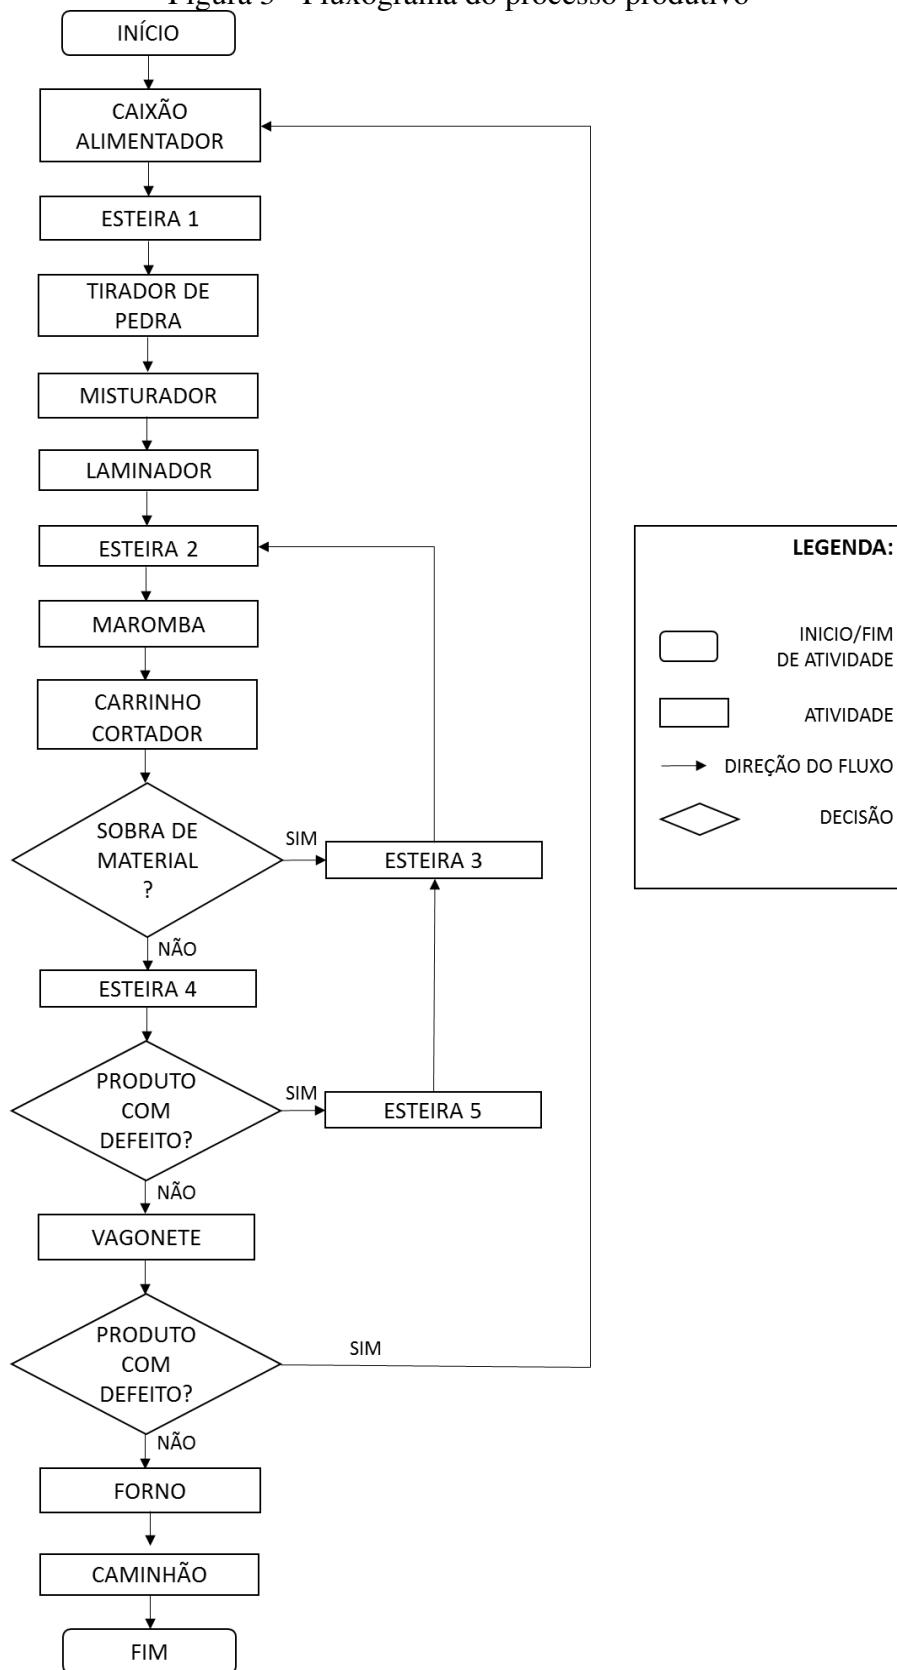 Figura 3 - Fluxograma do processo produtivo
INÍCIO
CAIXÃO
ALIMENTADOR
ESTEIRA 1
TIRADOR DE
PEDRA
MISTURADOR
LAMINADOR
ESTEIRA 2
MAROMBA
CARRINHO
CORTADOR
SOBRA DE
MATERIAL
?
SIM
ESTEIRA 3
NÃO
ESTEIRA 4
PRODUTO
COM
DEFEITO?
SIM
ESTEIRA 5
NÃO
VAGONETE
PRODUTO
COM
DEFEITO?
SIM
NÃO
FORNO
CAMINHÃO
FIM
LEGENDA:
INICIO/FIM
DE ATIVIDADE
ATIVIDADE
DIREÇÃO DO FLUXO
DECISÃO